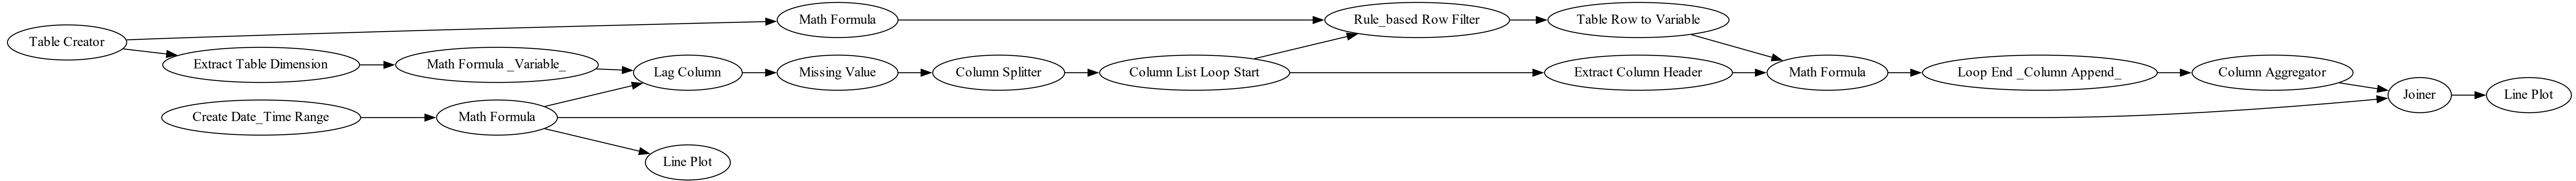 Table Creator
Math Formula
Rule_based Row Filter
Table Row to Variable
Extract Table Dimension
Math Formula _Variable_
Lag Column
Missing Value
Column Splitter
Column List Loop Start
Extract Column Header
Math Formula
Loop End _Column Append_
Column Aggregator
Joiner
Line Plot
Create Date_Time Range
Math Formula
Line Plot